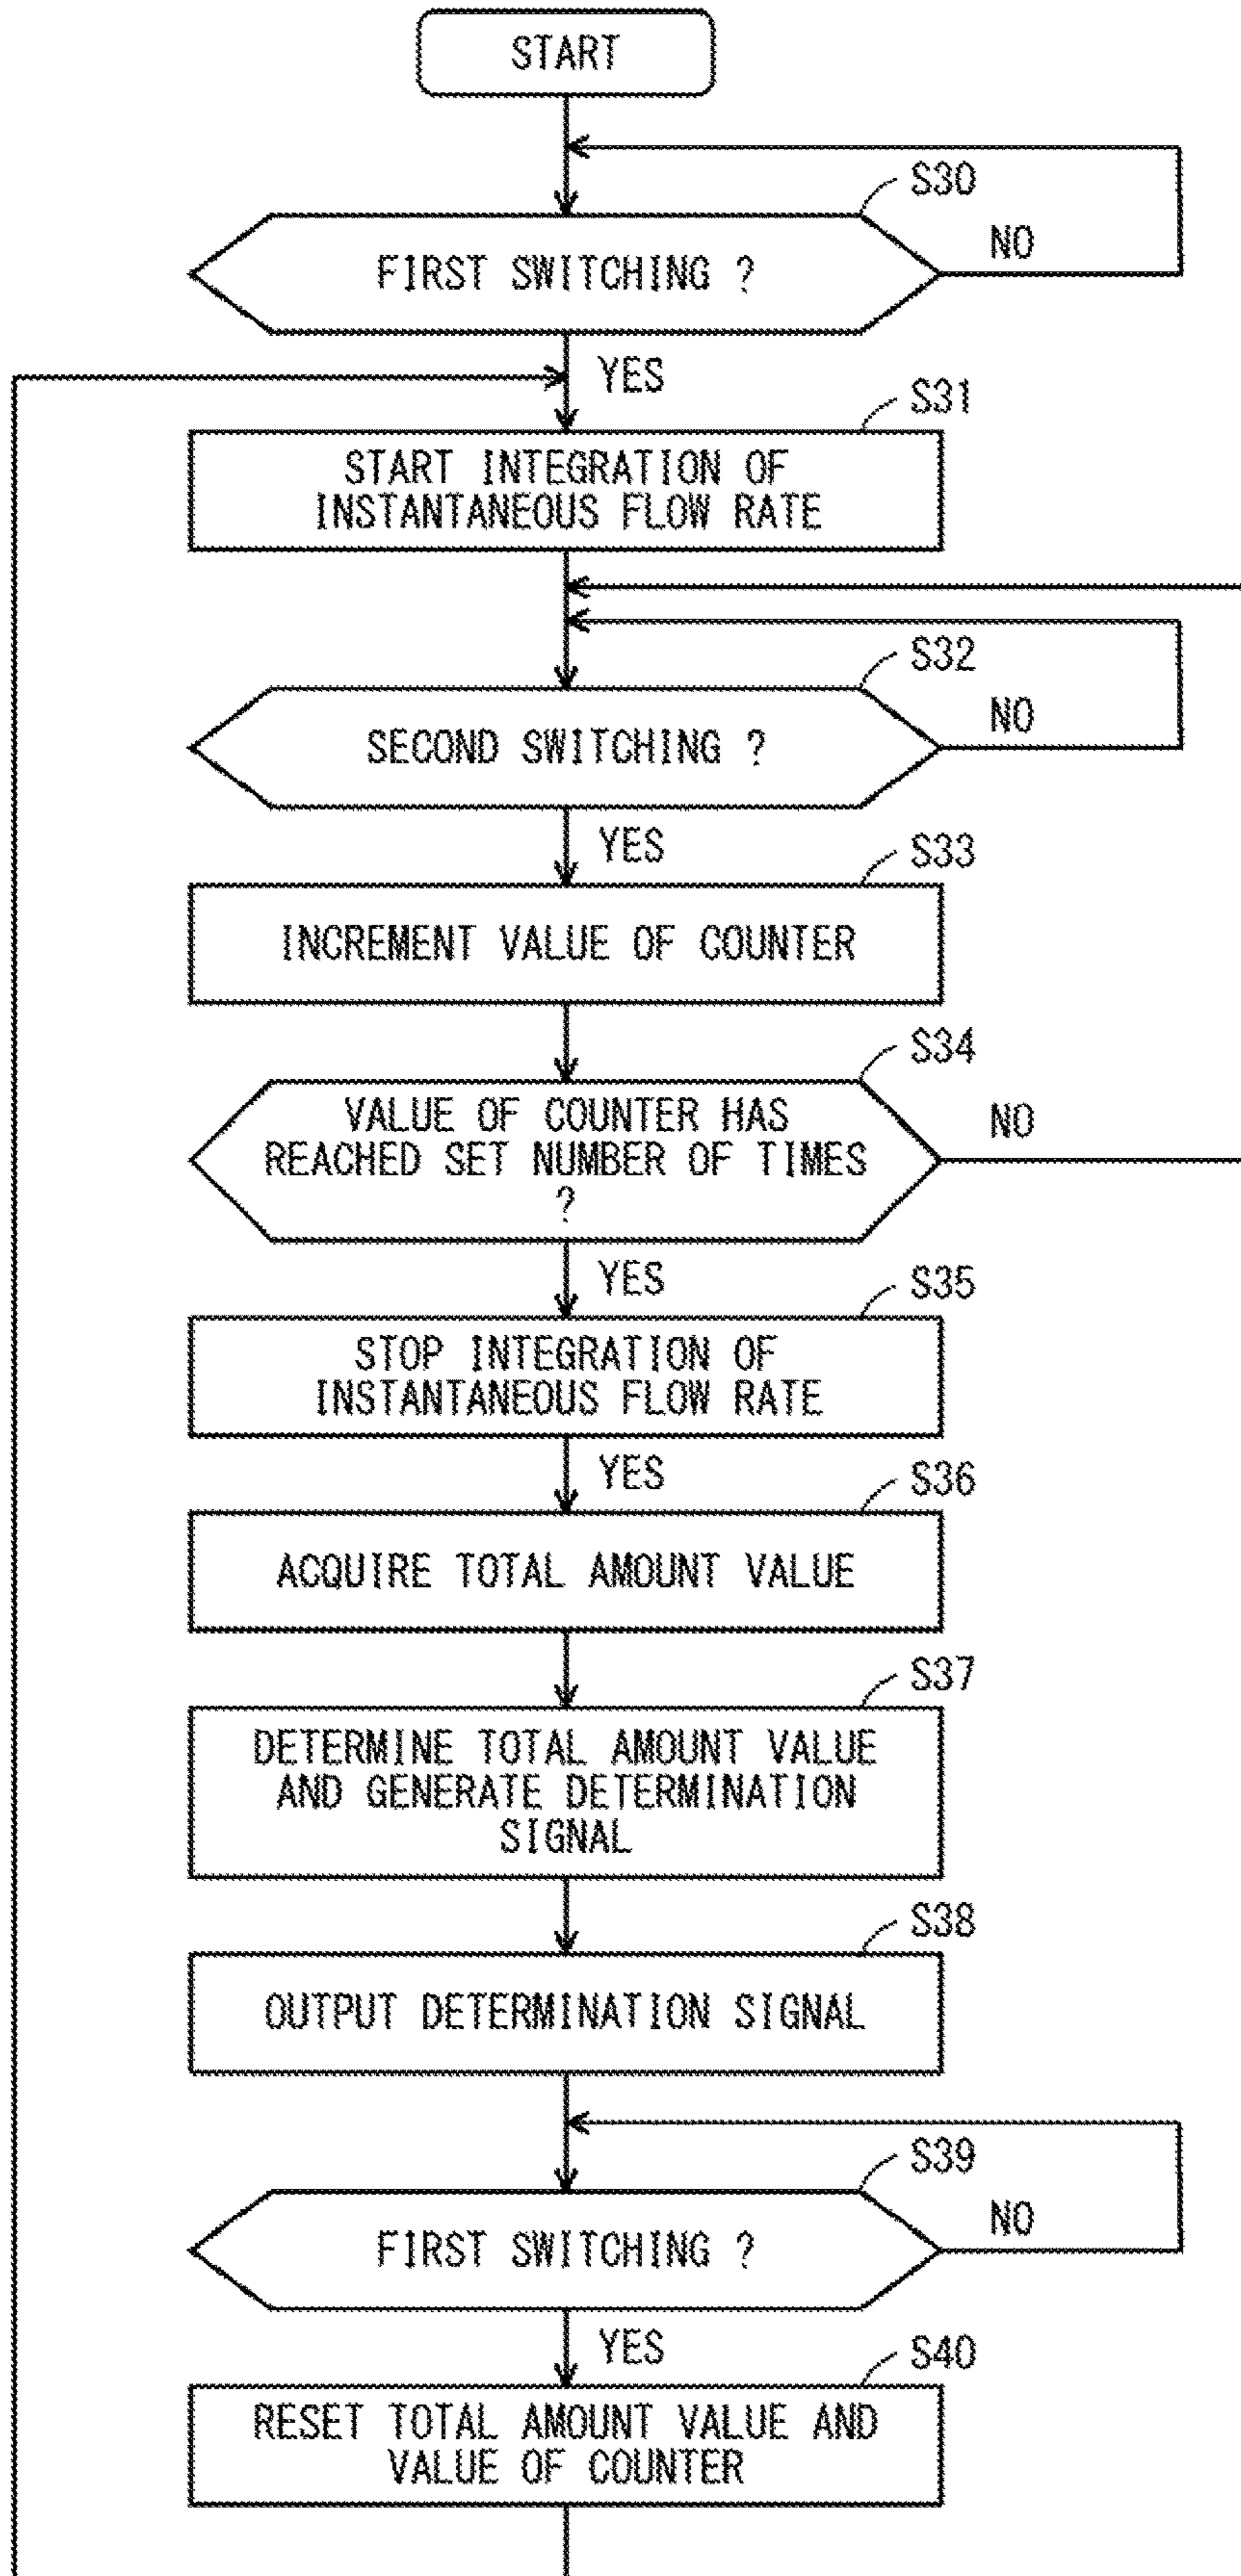 START
S30
FIRST SWITCHING ?
NO
YES
S31
START INTEGRATION OF
INSTANTANEOUS FLOW RATE
S32
SECOND SWITCHING ?
NO
YES
S33
INCREMENT VALUE OF COUNTER
S34
VALUE OF COUNTER HAS
REACHED SET NUMBER OF TIMES
?
NO
YES
S35
STOP INTEGRATION OF
INSTANTANEOUS FLOW RATE
YES
S36
ACQUIRE TOTAL AMOUNT VALUE
S37
DETERMINE TOTAL AMOUNT VALUE
AND GENERATE DETERMINATION
SIGNAL
S38
OUTPUT DETERMINATION SIGNAL
S39
FIRST SWITCHING ?
NO
YES
S40
RESET TOTAL AMOUNT VALUE AND
VALUE OF COUNTER